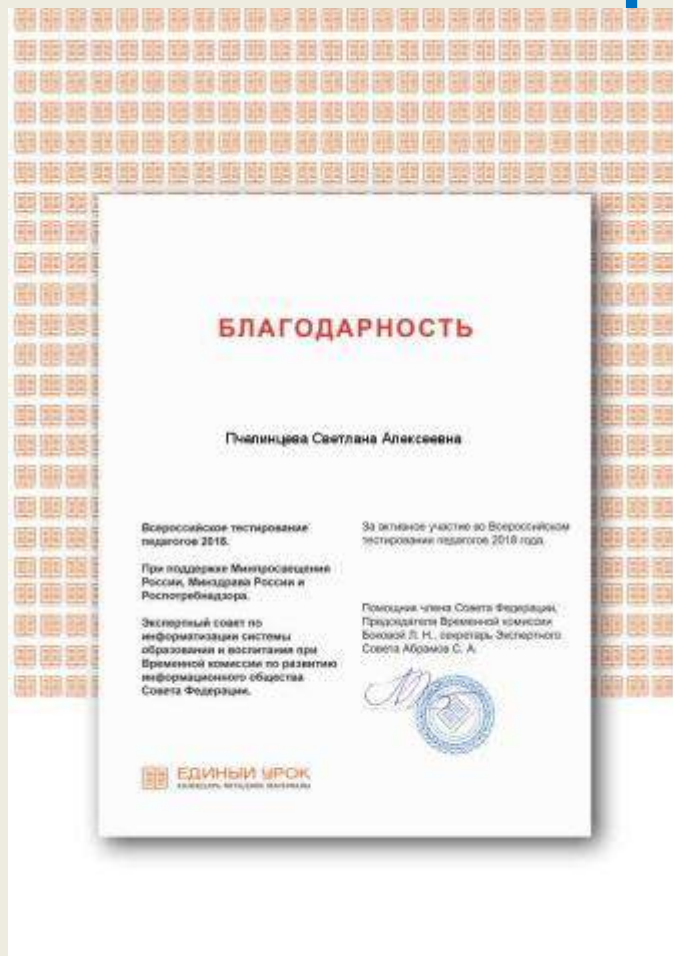 БЛАГОДАРНОСТЬ
Пчелинцева Светлана Алексеевна
Всероссийское тестирование
педагогов 2018.
При поддержке Минпросвещения
России, Минздрава России и
Роспотребнадзора.
Экспертный совет по
информатизации системы
образования и воспитания при
Временной комиссии по развитию
информационного общества
Совета Федерации.
За активное участие во Всероссийском
тестировании педагогов 2018 года.
Помощник члена Совета Федерации,
Председателя Временной комиссии
Боковой Л. Н., секретарь Экспертного
Совета Абрамов С. А.
ЕДИНЫЙ УРОК